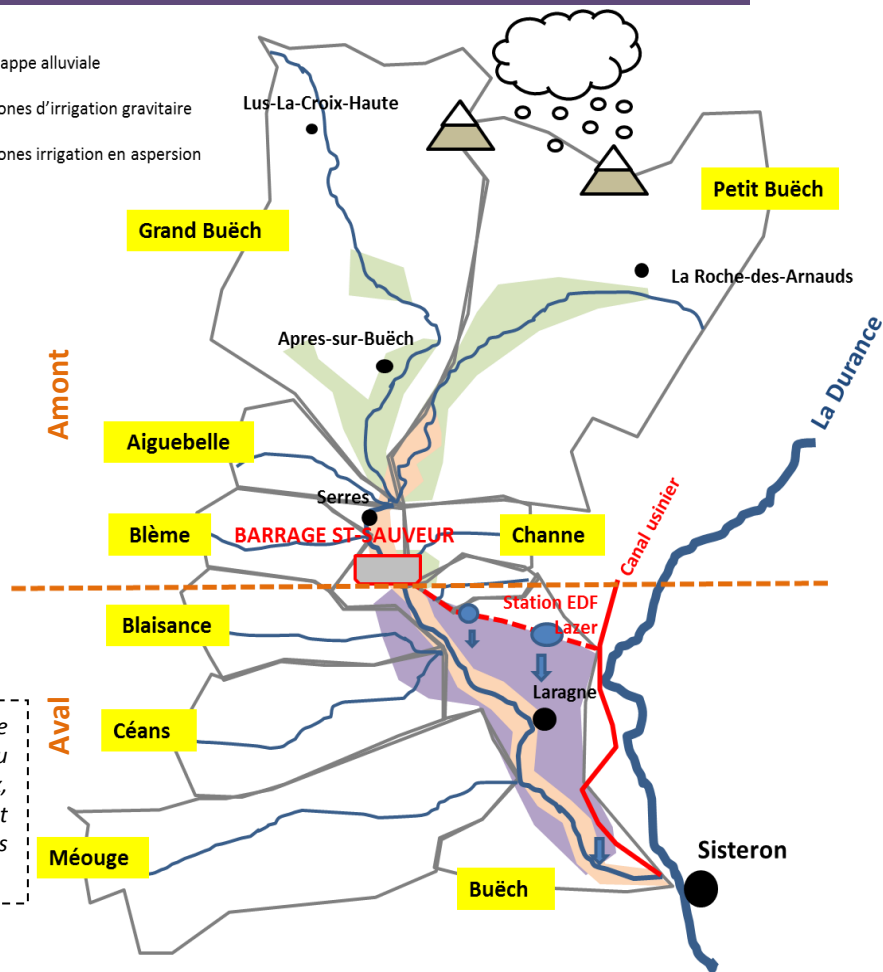 appe alluviale
ones d'irrigation gravitaire
ones irrigation en aspersion
Lus-La-Croix-Haute
Petit Buëch
Grand Buëch
La Roche-des-Arnauds
Apres-sur-Buëch
La Durance
Amont
Aiguebelle
Serres
Canal usinier
Blème
BARRAGE ST-SAUVEUR
Channe
Station EDF
Lazer
Blaisance
Laragne
Aval
Céans
e
u
,
t
s
Méouge
Sisteron
Buëch